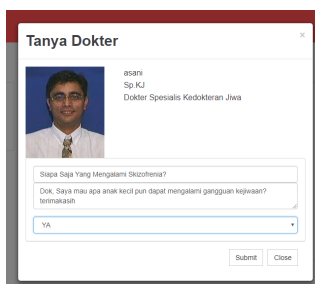 Tanya Dokter
×
asani
Sp.KJ
Dokter Spesialis Kedokteran Jiwa
Siapa Saja Yang Mengalami Skizofrenia?
Dok, Saya mau apa anak kecil pun dapat mengalami gangguan kejiwaan?
terimakasih
YA
Submit
Close